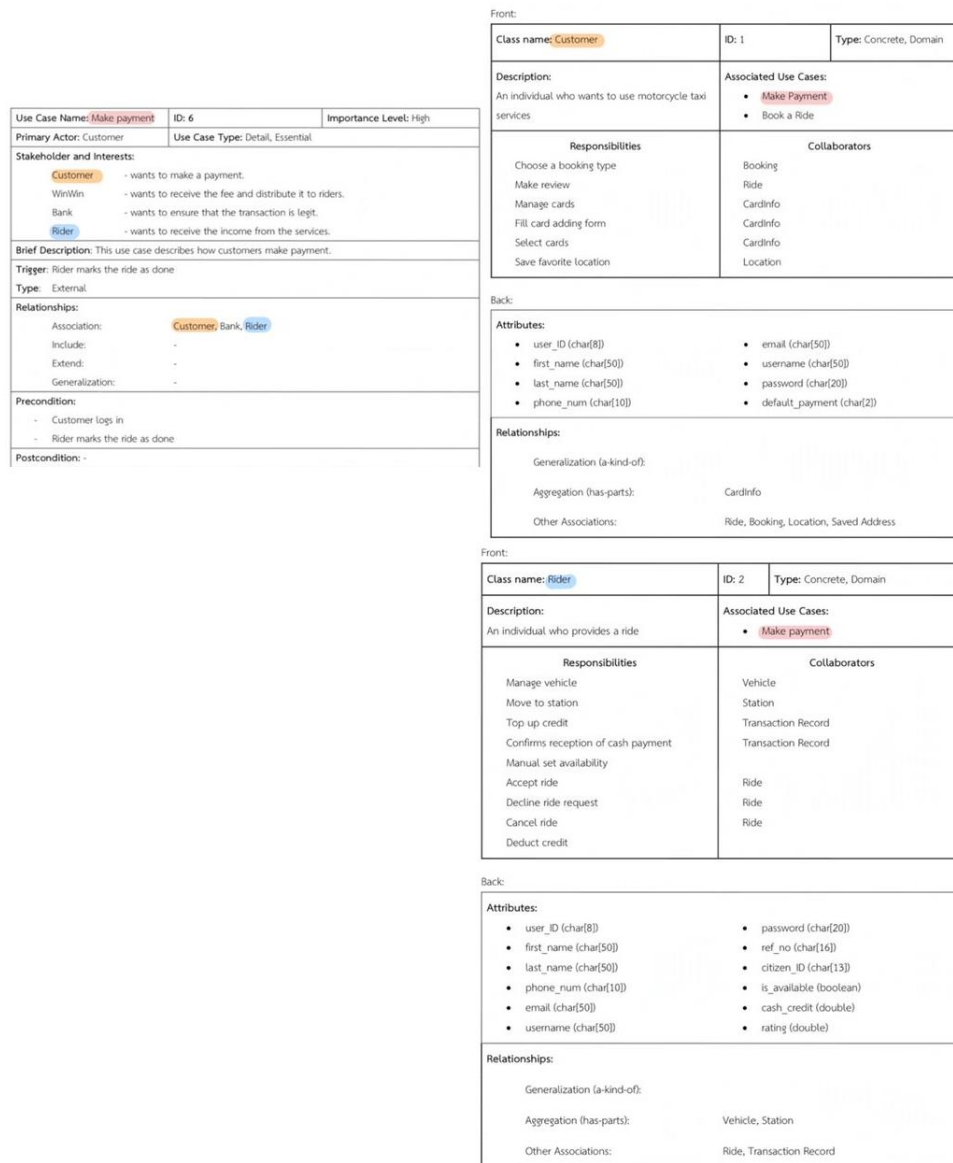 Use Case Name: Make payment ID: 6 Importance Level: High
Primary Actor: Customer Use Case Type: Detail, Essential
Stakeholder and Interests:
Customer - wants to make a payment.
WinWin - wants to receive the fee and distribute it to riders.
Bank - wants to ensure that the transaction is legit.
Rider - wants to receive the income from the services.
Brief Description: This use case describes how customers make payment.
Trigger: Rider marks the ride as done
Type: External
Relationships:
Association: Customer, Bank, Rider
Include: -
Extend: -
Generalization: -
Precondition:
- Customer logs in
- Rider marks the ride as done
Postcondition: -
Front:
Class name: Customer ID: 1 Type: Concrete, Domain
Description: Associated Use Cases:
An individual who wants to use motorcycle taxi • Make Payment
services • Book a Ride
Responsibilities Collaborators
Choose a booking type Booking
Make review Ride
Manage cards CardInfo
Fill card adding form CardInfo
Select cards CardInfo
Save favorite location Location
Back:
Attributes:
• user_ID (char[8]) • email (char[50])
• first_name (char[50]) • username (char[50])
• last_name (char[50]) • password (char[20])
• phone_num (char[10]) • default_payment (char[2])
Relationships:
Generalization (a-kind-of):
Aggregation (has-parts): CardInfo
Other Associations: Ride, Booking, Location, Saved Address
Front:
Class name: Rider ID: 2 Type: Concrete, Domain
Description: Associated Use Cases:
An individual who provides a ride • Make payment
Responsibilities Collaborators
Manage vehicle Vehicle
Move to station Station
Top up credit Transaction Record
Confirms reception of cash payment Transaction Record
Manual set availability
Accept ride Ride
Decline ride request Ride
Cancel ride Ride
Deduct credit
Back:
Attributes:
• user_ID (char[8]) • password (char[20])
• first_name (char[50]) • ref_no (char[16])
• last_name (char[50]) • citizen_ID (char[13])
• phone_num (char[10]) • is_available (boolean)
• email (char[50]) • cash_credit (double)
• username (char[50]) • rating (double)
Relationships:
Generalization (a-kind-of):
Aggregation (has-parts): Vehicle, Station
Other Associations: Ride, Transaction Record